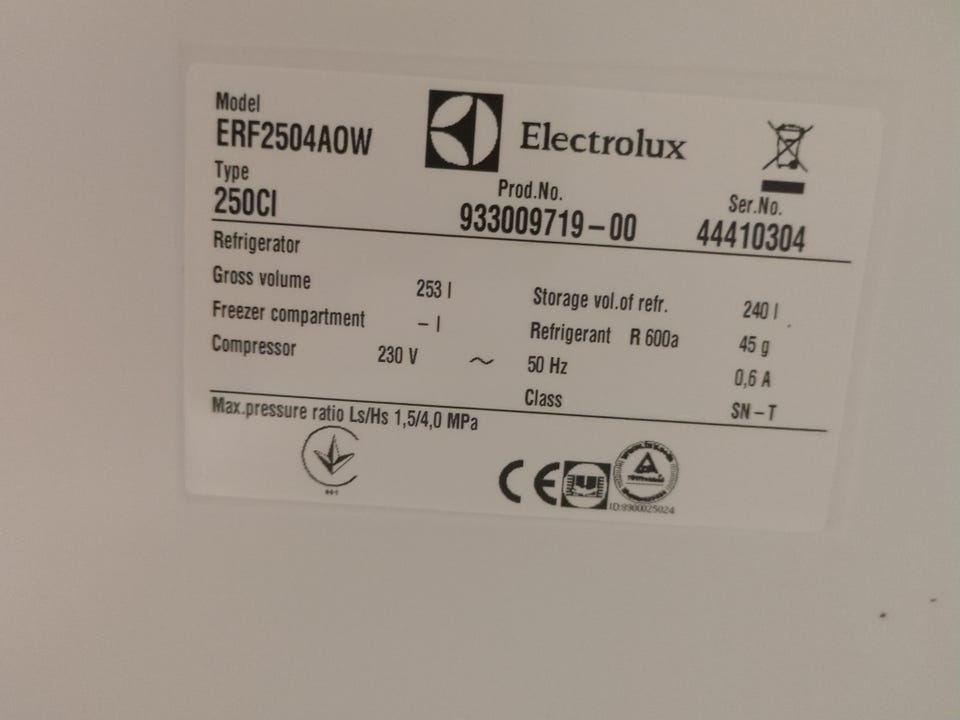 Model
ERF2504AOW
Electrolux
Type
250CI
Prod.No.
933009719-00
Ser.No.
44410304
Refrigerator
Gross volume 253 l
Storage vol.of refr. 240 l
Freezer compartment – l
Refrigerant R 600a 45 g
Compressor 230 V ~ 50 Hz 0,6 A
Class SN-T
Max.pressure ratio Ls/Hs 1,5/4,0 MPa
CE
ID:8900025024